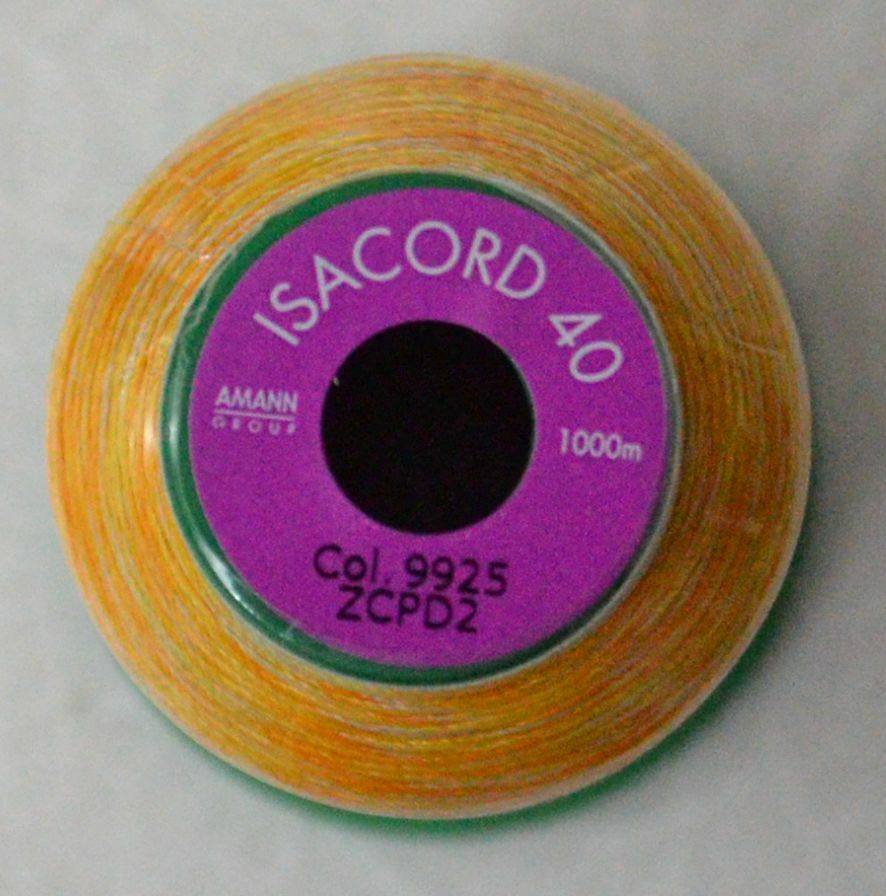 ISACORD 40
AMANN
GROUP
1000m
Col. 9925
ZCPD2